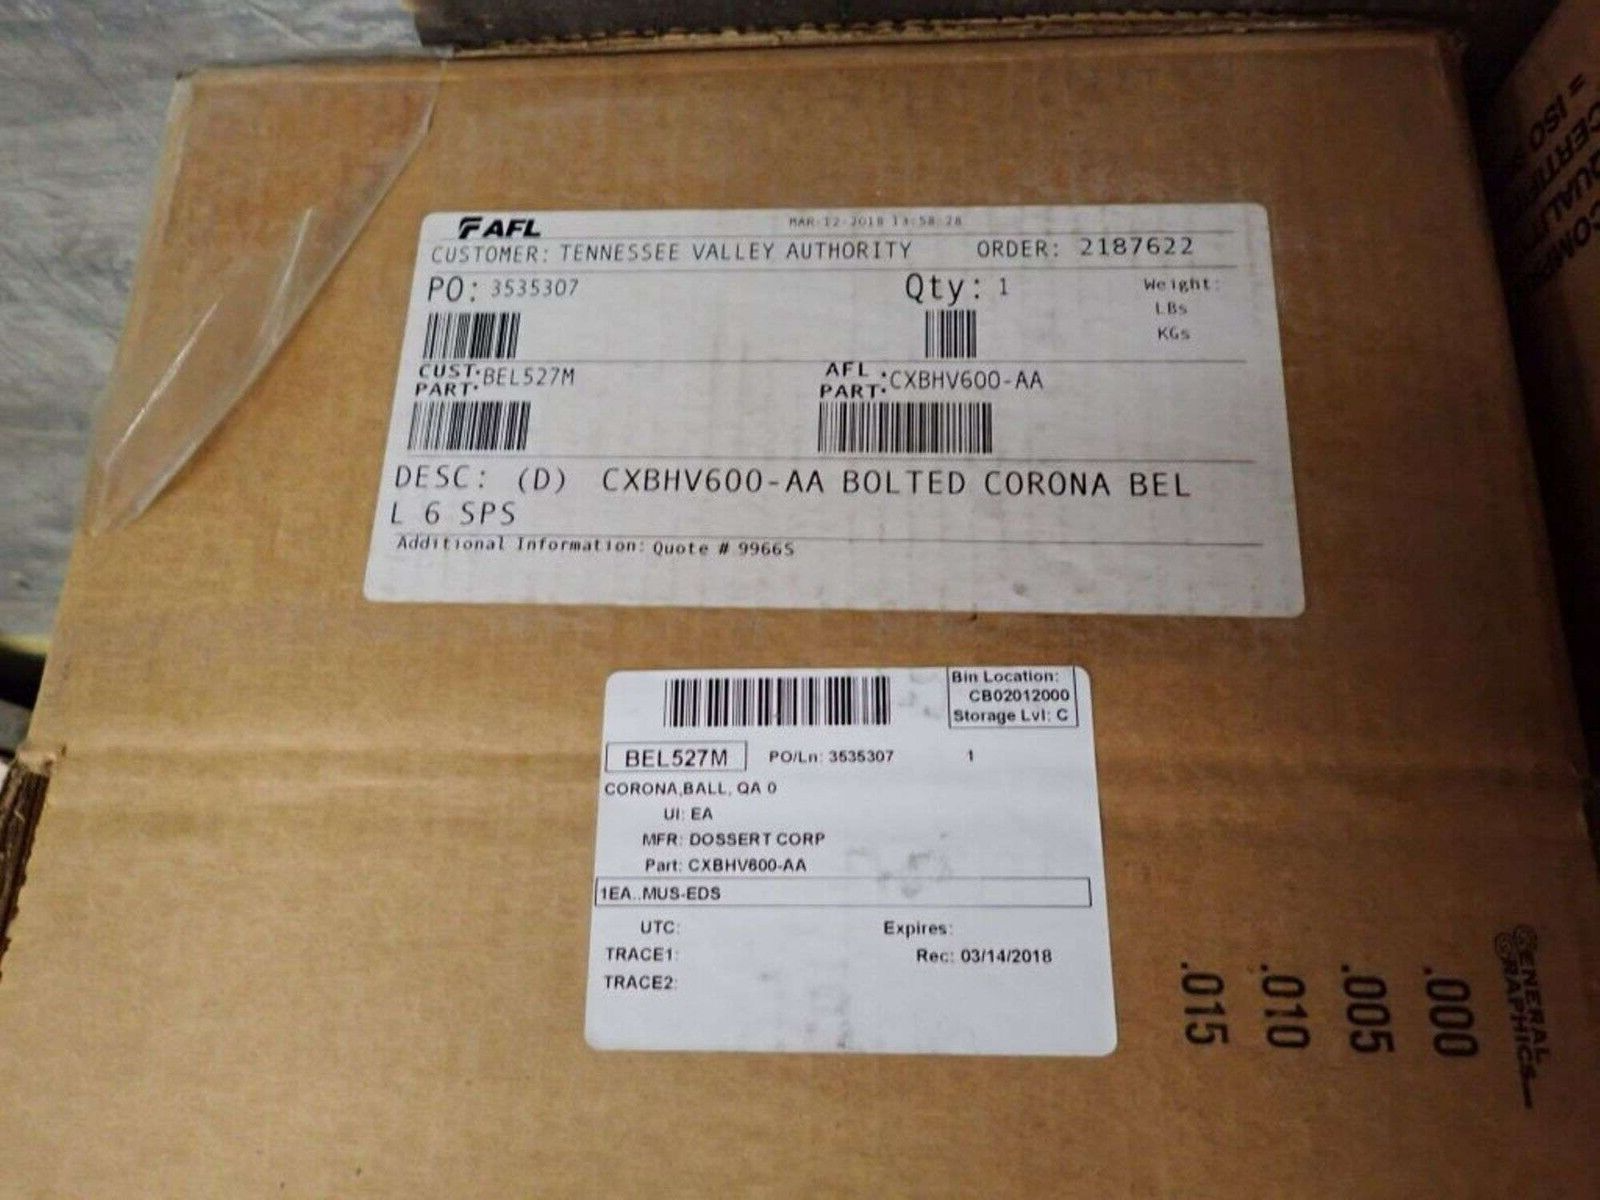 AFL MAR-12-2018 13:58:28
CUSTOMER: TENNESSEE VALLEY AUTHORITY ORDER: 2187622
PO: 3535307 Qty: 1 Weight:
LBs
KGs
CUST. PART. BEL527M AFL PART. CXBHV600-AA
DESC: (D) CXBHV600-AA BOLTED CORONA BEL
L 6 SPS
Additional Information: Quote # 9966S
Bin Location:
CB02012000
Storage Lvl: C
BEL527M PO/Ln: 3535307 1
CORONA,BALL, QA 0
UI: EA
MFR: DOSSERT CORP
Part: CXBHV600-AA
1EA..MUS-EDS
UTC: Expires:
TRACE1: Rec: 03/14/2018
TRACE2:
.015
.010
.005
.000
GENERAL
GRAPHICS
= ISO
QUALIT